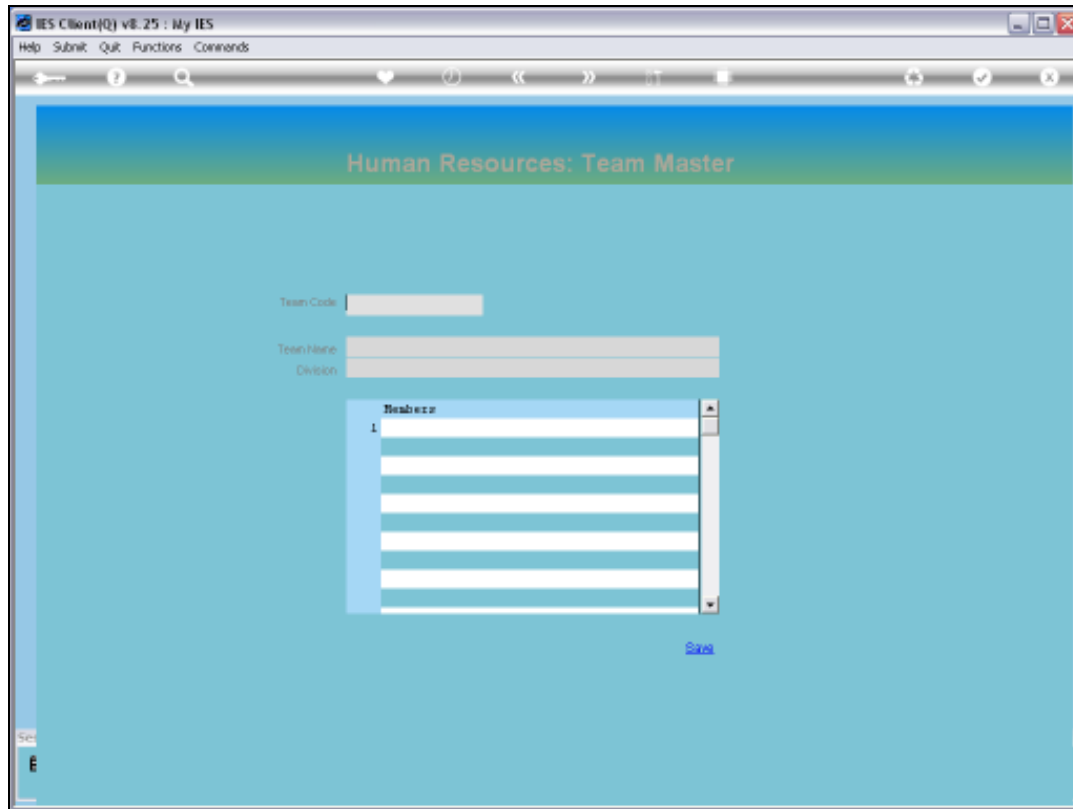 IES Client(Q) v8.25 : My IES
Help Submit Quit Functions Commands
Human Resources: Team Master
Team Code
Team Name
Division
Members
1
Save